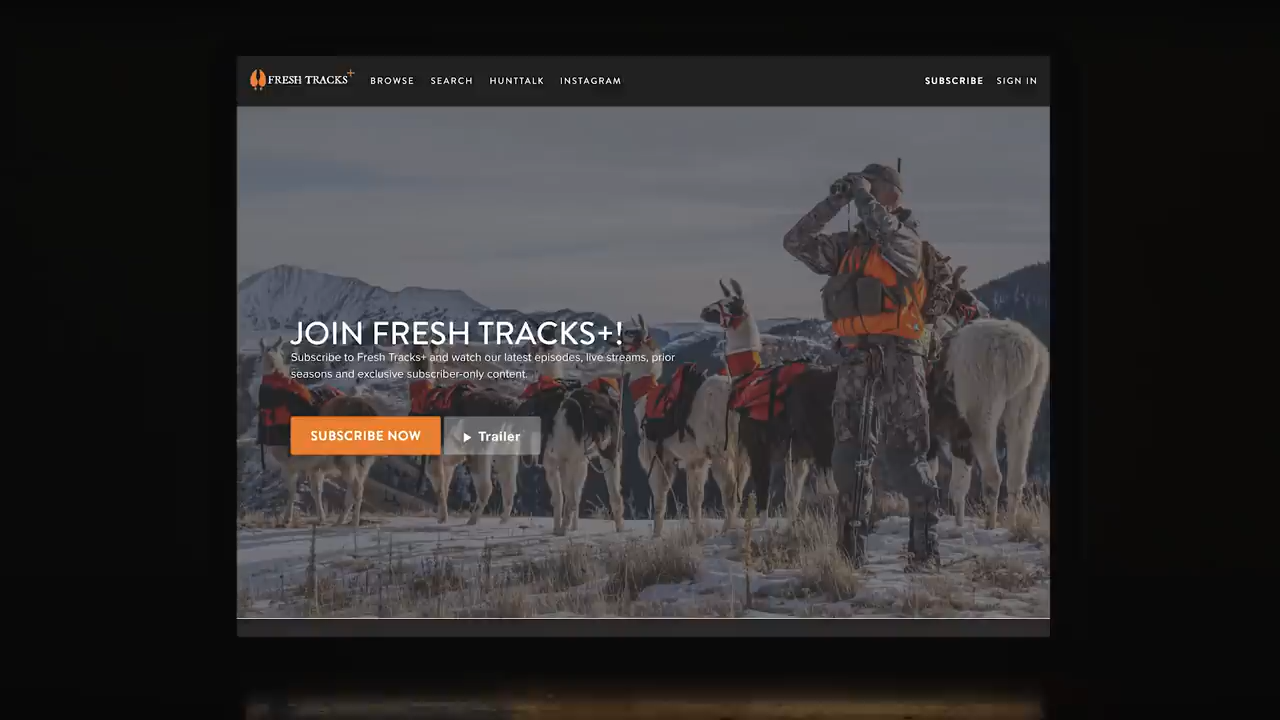 FRESH TRACKS+
BROWSE
SEARCH
HUNTTALK
INSTAGRAM
SUBSCRIBE
SIGN IN
JOIN FRESH TRACKS+!
Subscribe to Fresh Tracks+ and watch our latest episodes, live streams, prior
seasons and exclusive subscriber-only content.
SUBSCRIBE NOW
Trailer